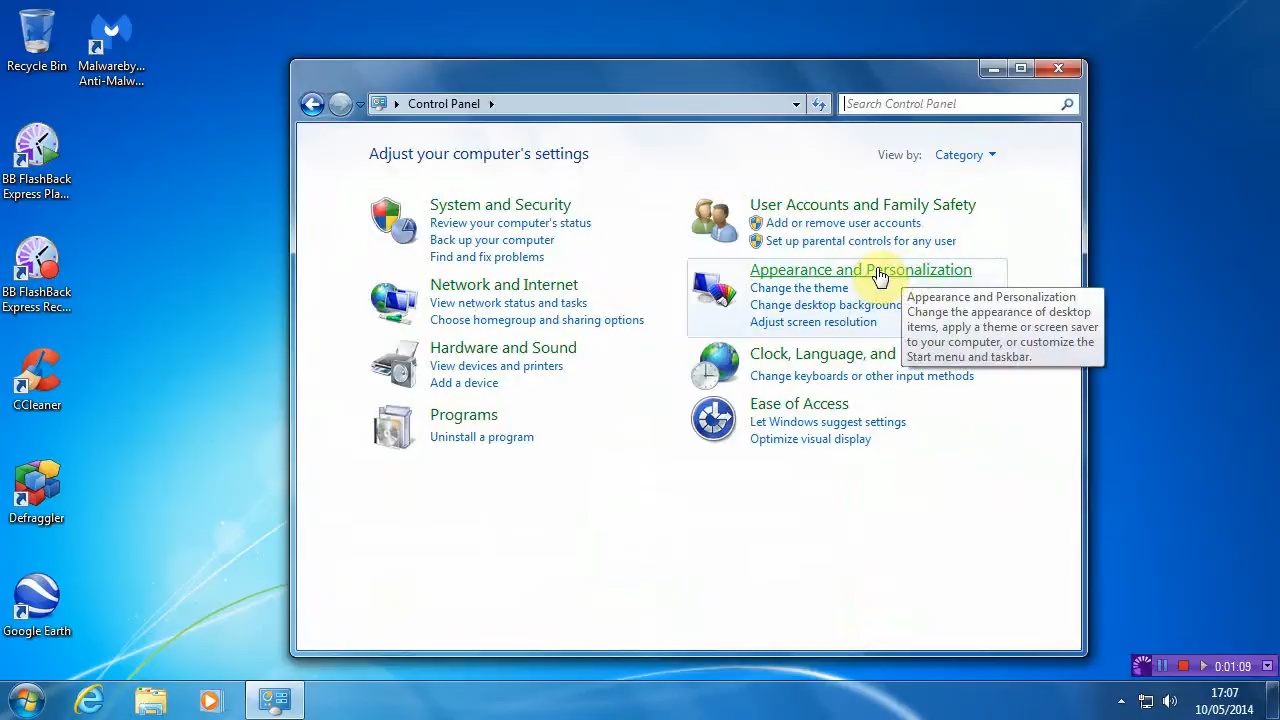 Recycle Bin
Malwareby...
Anti-Malw...
BB FlashBack
Express Pla...
BB FlashBack
Express Rec...
CCleaner
Defraggler
Google Earth
Control Panel
Search Control Panel
Adjust your computer's settings
View by: Category
System and Security
Review your computer's status
Back up your computer
Find and fix problems
Network and Internet
View network status and tasks
Choose homegroup and sharing options
Hardware and Sound
View devices and printers
Add a device
Programs
Uninstall a program
User Accounts and Family Safety
Add or remove user accounts
Set up parental controls for any user
Appearance and Personalization
Change the theme
Change desktop background
Adjust screen resolution
Appearance and Personalization
Change the appearance of desktop
items, apply a theme or screen saver
to your computer, or customize the
Start menu and taskbar.
Clock, Language, and
Change keyboards or other input methods
Ease of Access
Let Windows suggest settings
Optimize visual display
0:01:09
17:07
10/05/2014